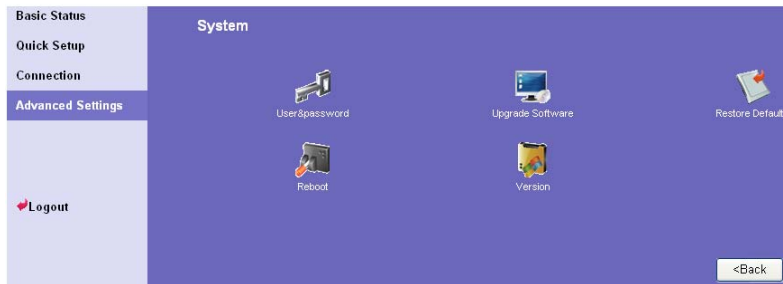 Basic Status
Quick Setup
Connection
Advanced Settings
Logout
System
User&password
Upgrade Software
Restore Default
Reboot
Version
<Back